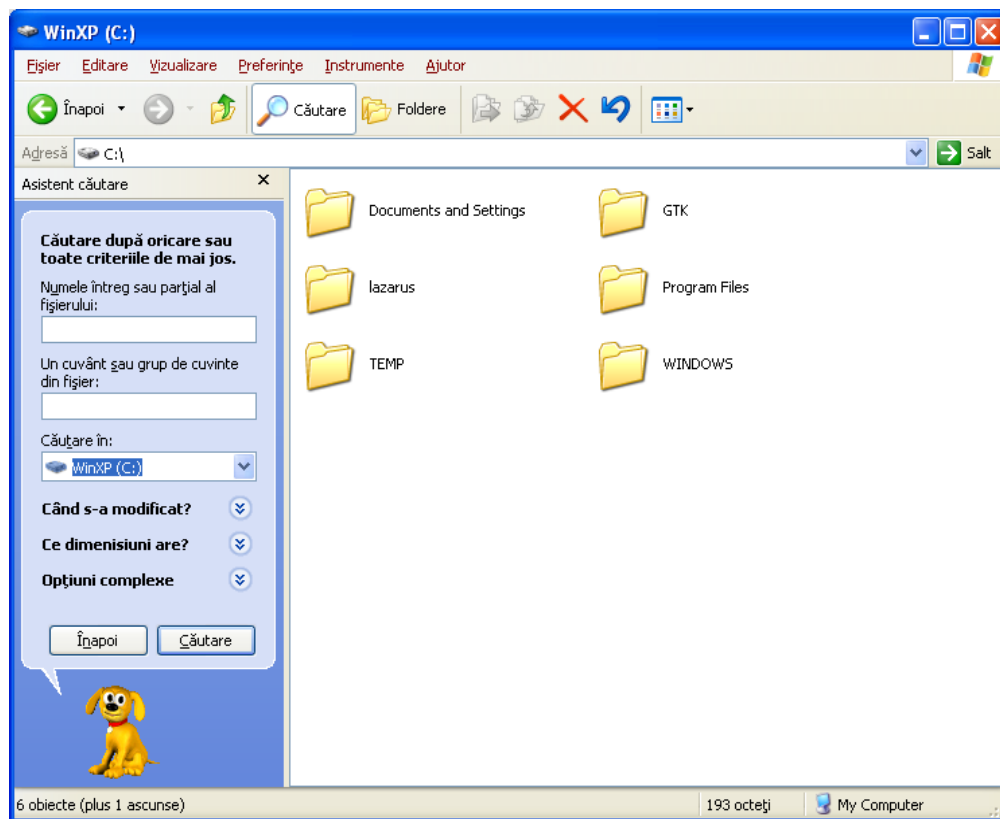 WinXP (C:)
Fişier Editare Vizualizare Preferinţe Instrumente Ajutor
Înapoi Căutare Foldere
Adresă C:\ Salt
Asistent căutare
Căutare după oricare sau
toate criteriile de mai jos.
Numele întreg sau parţial al
fişierului:
Un cuvânt sau grup de cuvinte
din fişier:
Căutare în:
WinXP (C:)
Când s-a modificat?
Ce dimenisiuni are?
Opţiuni complexe
Înapoi Căutare
Documents and Settings GTK
lazarus Program Files
TEMP WINDOWS
6 obiecte (plus 1 ascunse) 193 octeţi My Computer